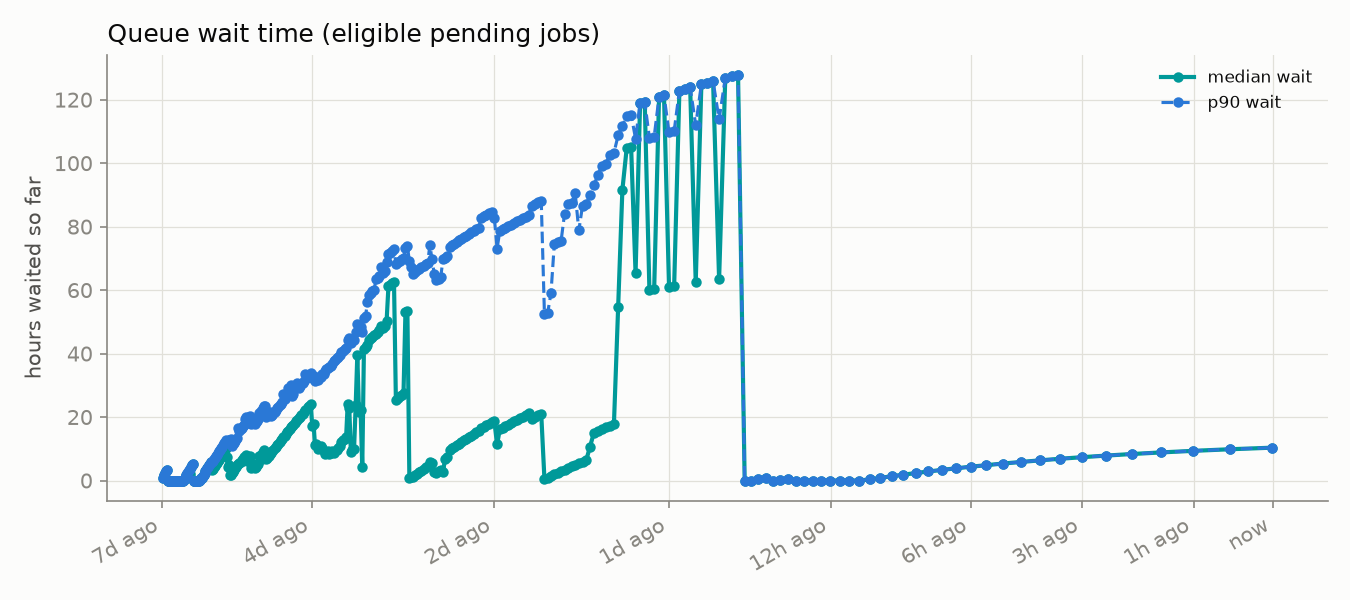 Queue wait time (eligible pending jobs)
median wait
p90 wait
hours waited so far
120
100
80
60
40
20
0
7d ago
4d ago
2d ago
1d ago
12h ago
6h ago
3h ago
1h ago
now